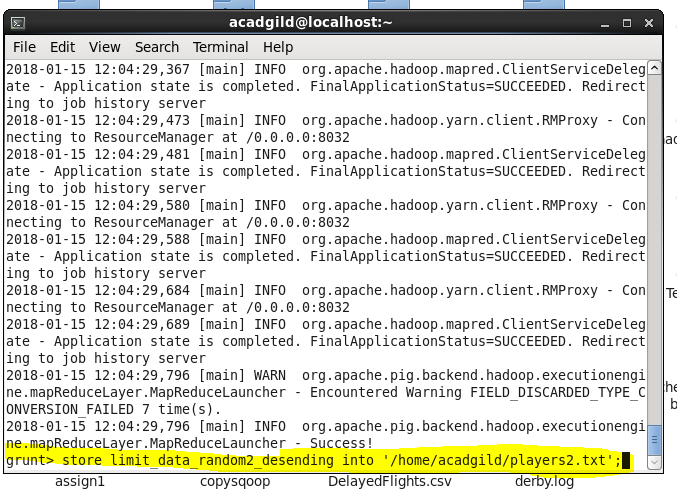 acadgild@localhost:~
File Edit View Search Terminal Help
2018-01-15 12:04:29,367 [main] INFO  org.apache.hadoop.mapred.ClientServiceDeleg
ate - Application state is completed. FinalApplicationStatus=SUCCEEDED. Redirect
ing to job history server
2018-01-15 12:04:29,473 [main] INFO  org.apache.hadoop.yarn.client.RMProxy - Con
necting to ResourceManager at /0.0.0.0:8032
2018-01-15 12:04:29,481 [main] INFO  org.apache.hadoop.mapred.ClientServiceDeleg
ate - Application state is completed. FinalApplicationStatus=SUCCEEDED. Redirect
ing to job history server
2018-01-15 12:04:29,580 [main] INFO  org.apache.hadoop.yarn.client.RMProxy - Con
necting to ResourceManager at /0.0.0.0:8032
2018-01-15 12:04:29,588 [main] INFO  org.apache.hadoop.mapred.ClientServiceDeleg
ate - Application state is completed. FinalApplicationStatus=SUCCEEDED. Redirect
ing to job history server
2018-01-15 12:04:29,684 [main] INFO  org.apache.hadoop.yarn.client.RMProxy - Con
necting to ResourceManager at /0.0.0.0:8032
2018-01-15 12:04:29,689 [main] INFO  org.apache.hadoop.mapred.ClientServiceDeleg
ate - Application state is completed. FinalApplicationStatus=SUCCEEDED. Redirect
ing to job history server
2018-01-15 12:04:29,796 [main] WARN  org.apache.pig.backend.hadoop.executionengi
ne.mapReduceLayer.MapReduceLauncher - Encountered Warning FIELD_DISCARDED_TYPE_C
ONVERSION_FAILED 7 time(s).
2018-01-15 12:04:29,796 [main] INFO  org.apache.pig.backend.hadoop.executionengi
ne.mapReduceLayer.MapReduceLauncher - Success!
grunt> store limit_data_random2_desending into '/home/acadgild/players2.txt';
assign1 copysqoop DelayedFlights.csv derby.log